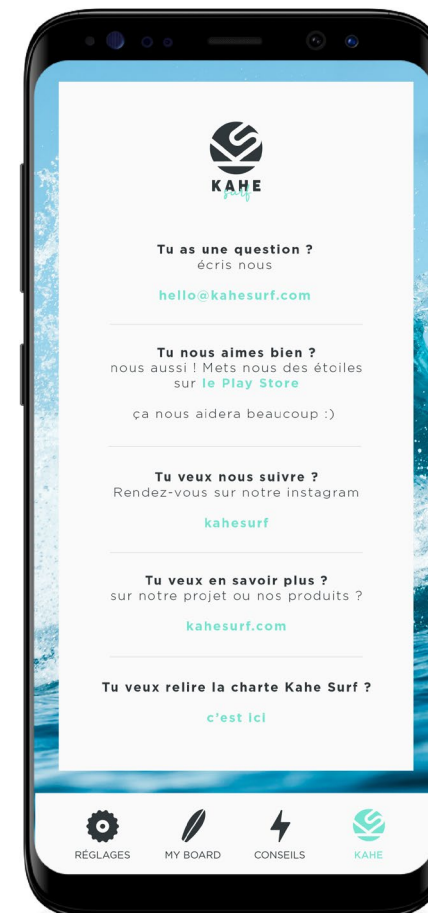 KAHE
surf
Tu as une question ?
écris nous
hello@kahesurf.com
Tu nous aimes bien ?
nous aussi ! Mets nous des étoiles
sur le Play Store
ça nous aidera beaucoup :)
Tu veux nous suivre ?
Rendez-vous sur notre instagram
kahesurf
Tu veux en savoir plus ?
sur notre projet ou nos produits ?
kahesurf.com
Tu veux relire la charte Kahe Surf ?
c'est ici
RÉGLAGES MY BOARD CONSEILS KAHE